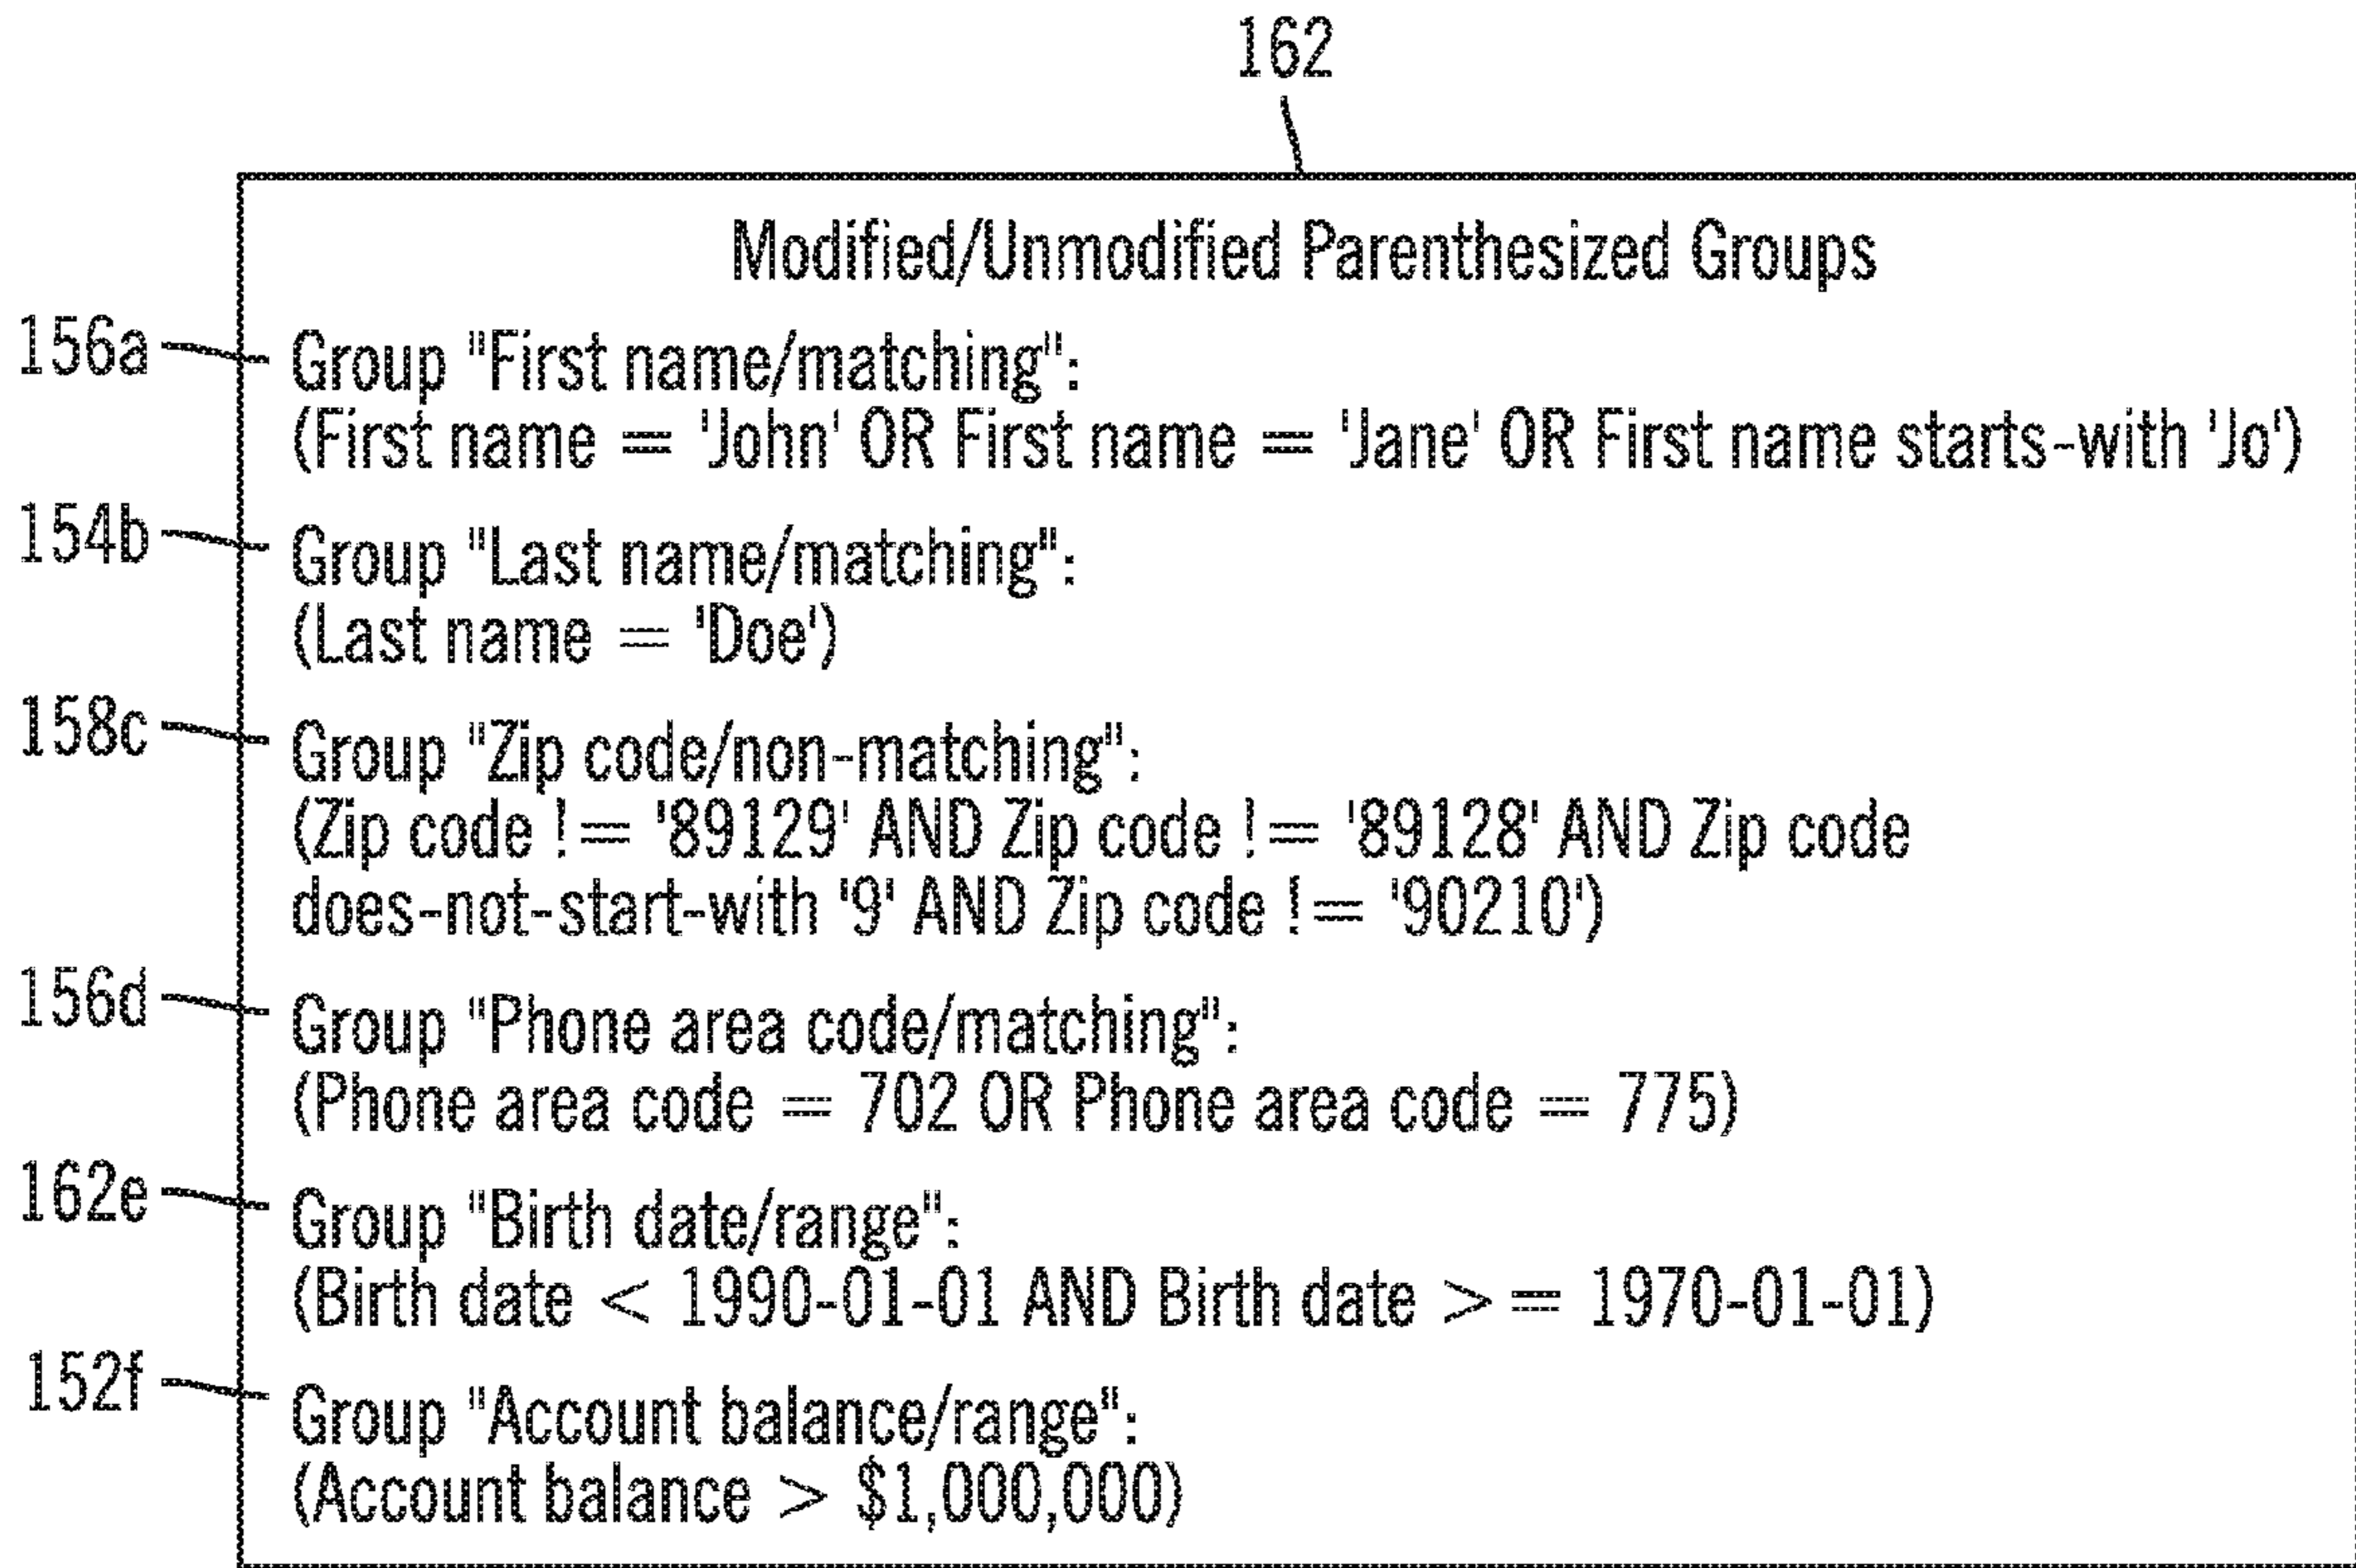 162
Modified/Unmodified Parenthesized Groups
156a
Group "First name/matching":
(First name == 'John' OR First name == 'Jane' OR First name starts-with 'Jo')
154b
Group "Last name/matching":
(Last name == 'Doe')
158c
Group "Zip code/non-matching":
(Zip code !== '89129' AND Zip code !== '89128' AND Zip code
does-not-start-with '9' AND Zip code !== '90210')
156d
Group "Phone area code/matching":
(Phone area code == 702 OR Phone area code == 775)
162e
Group "Birth date/range":
(Birth date < 1990-01-01 AND Birth date >== 1970-01-01)
152f
Group "Account balance/range":
(Account balance > $1,000,000)